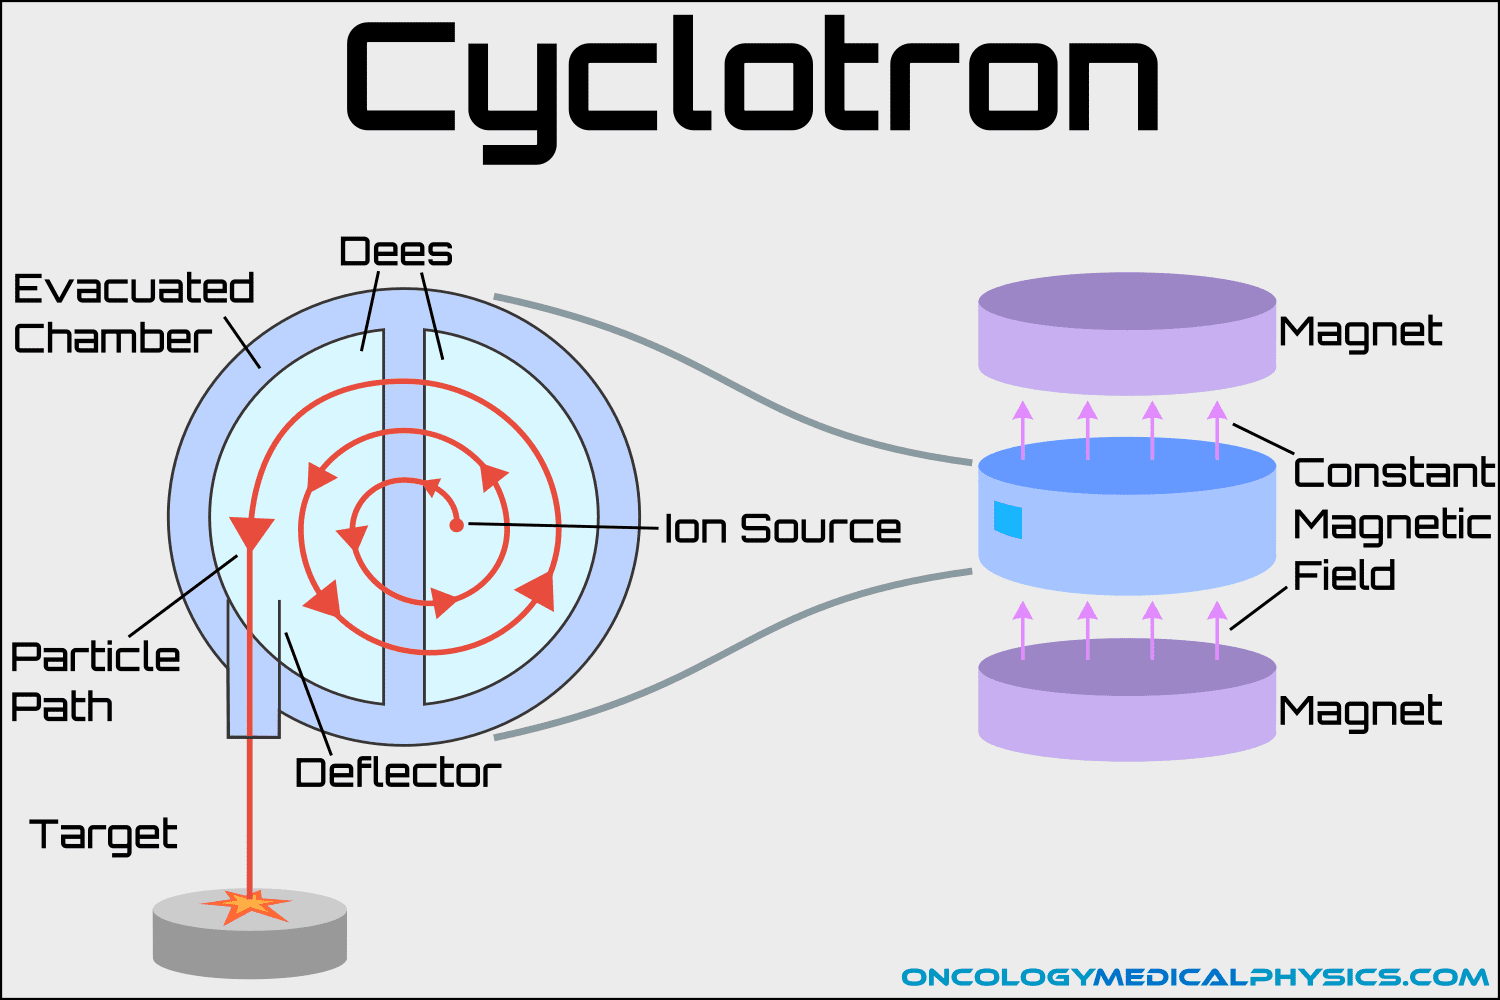 Cyclotron
Dees
Evacuated
Chamber
Magnet
Ion Source
Constant
Magnetic
Field
Particle
Path
Magnet
Deflector
Target
ONCOLOGYMEDICALPHYSICS.COM